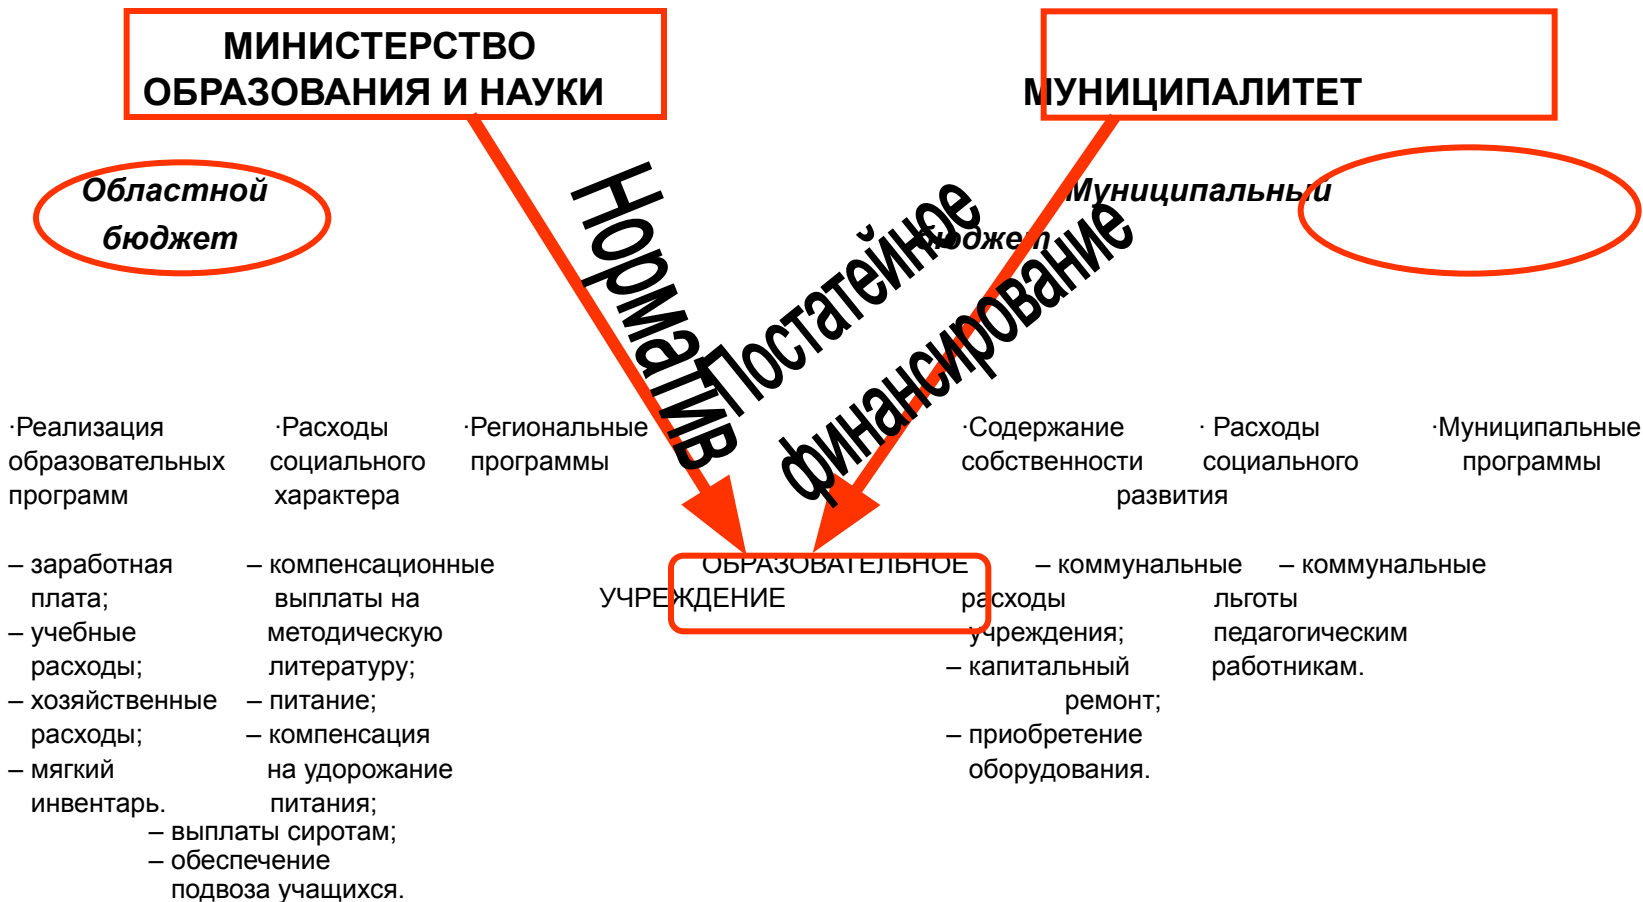 МИНИСТЕРСТВО
ОБРАЗОВАНИЯ И НАУКИ
МУНИЦИПАЛИТЕТ
Областной
бюджет
Муниципальный
бюджет
Норматив
Постатейное
финансирование
·Реализация
образовательных
программ
·Расходы
социального
характера
·Региональные
программы
·Содержание
собственности
· Расходы
социального
развития
·Муниципальные
программы
– заработная
плата;
– учебные
расходы;
– хозяйственные
расходы;
– мягкий
инвентарь.
– компенсационные
выплаты на
методическую
литературу;
– питание;
– компенсация
на удорожание
питания;
– выплаты сиротам;
– обеспечение
подвоза учащихся.
ОБРАЗОВАТЕЛЬНОЕ
УЧРЕЖДЕНИЕ
– коммунальные
расходы
учреждения;
– капитальный
ремонт;
– приобретение
оборудования.
– коммунальные
льготы
педагогическим
работникам.